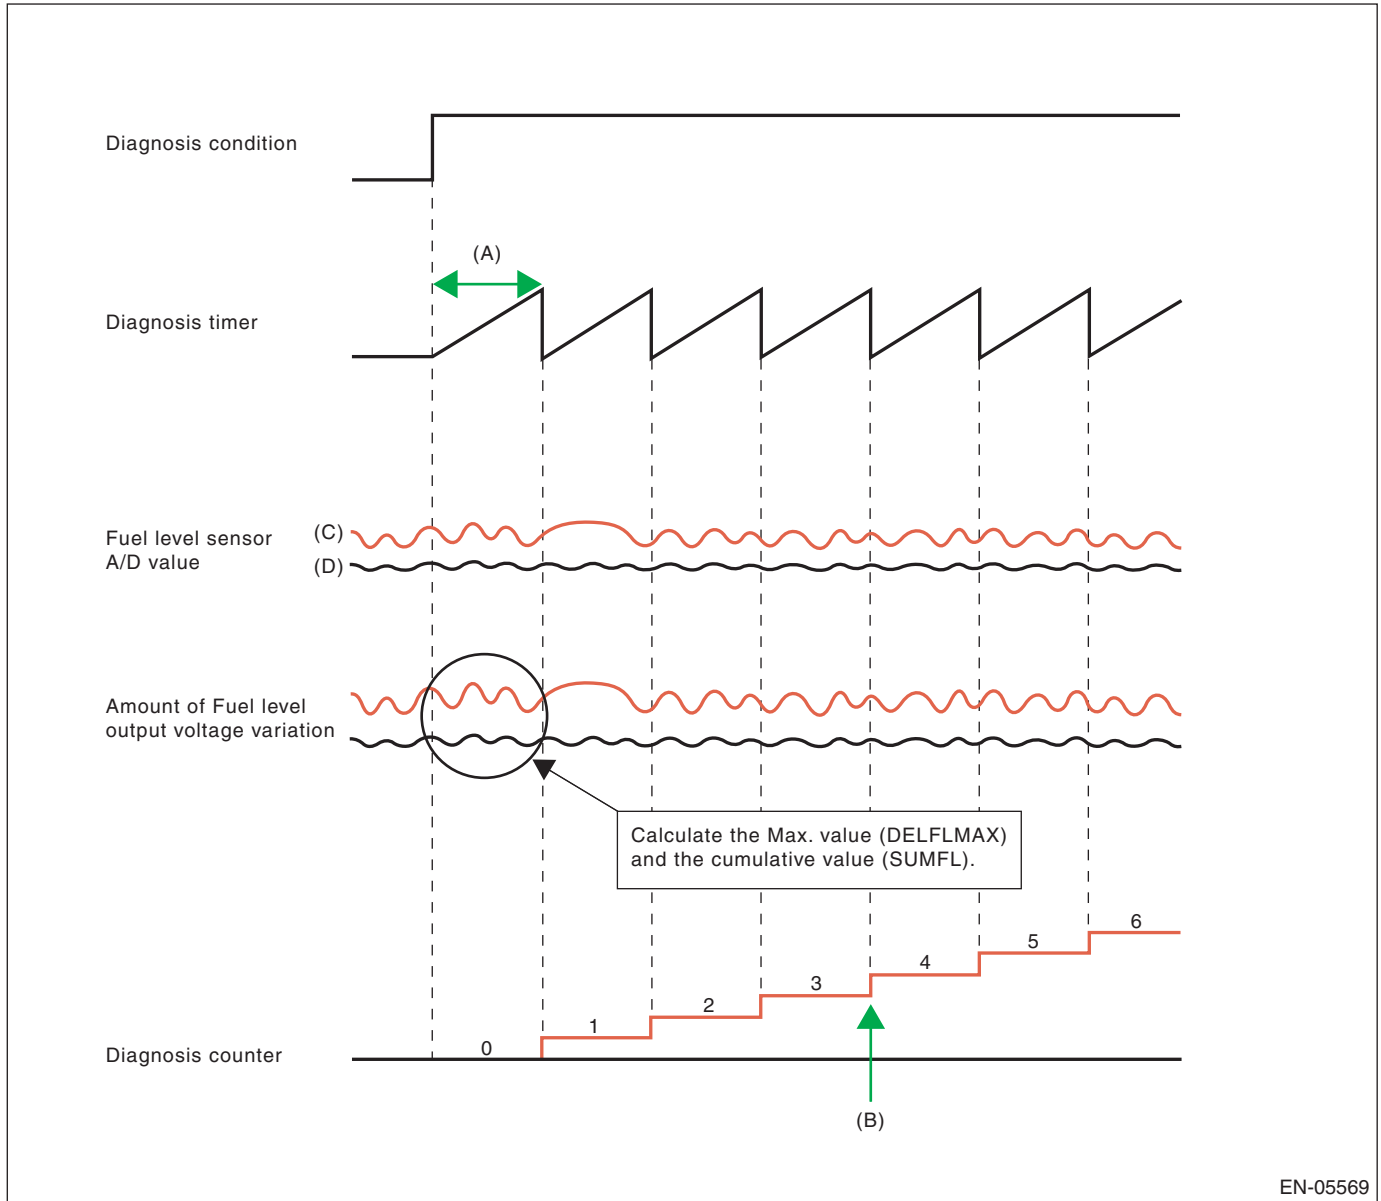 Diagnosis condition
(A)
Diagnosis timer
Fuel level sensor
A/D value
(C)
(D)
Amount of Fuel level
output voltage variation
Calculate the Max. value (DELFLMAX)
and the cumulative value (SUMFL).
Diagnosis counter
0
1
2
3
4
5
6
(B)
EN-05569